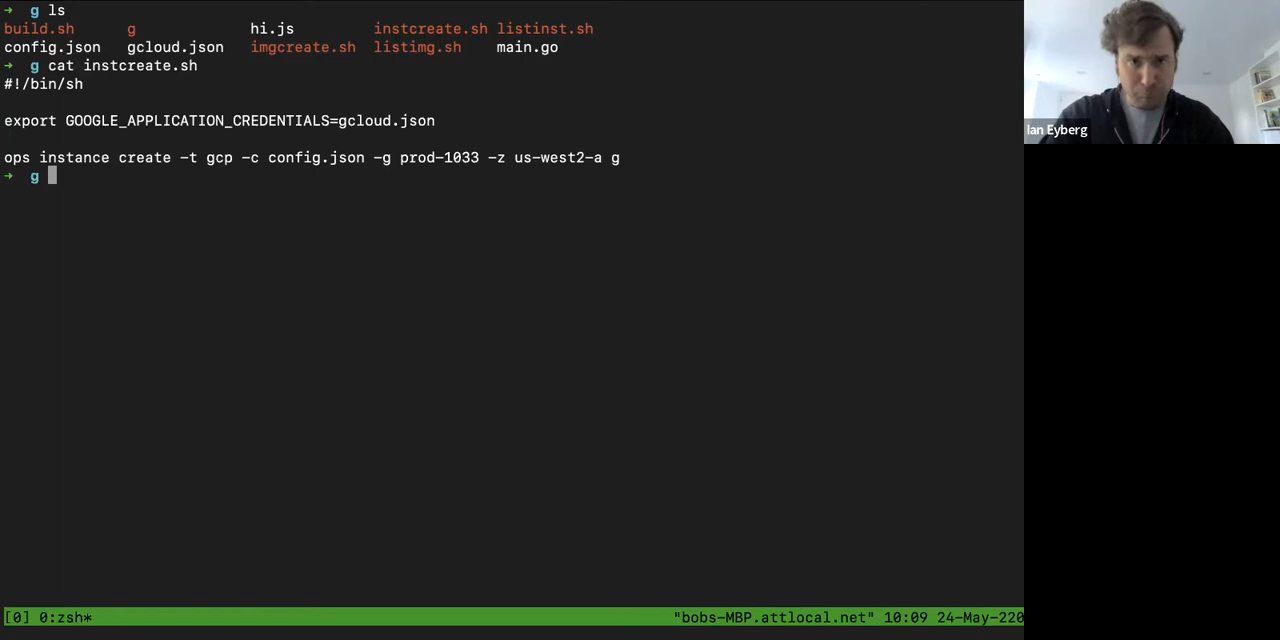 → g ls
build.sh g hi.js instcreate.sh listinst.sh
config.json gcloud.json imgcreate.sh listimg.sh main.go
→ g cat instcreate.sh
#!/bin/sh
export GOOGLE_APPLICATION_CREDENTIALS=gcloud.json
ops instance create -t gcp -c config.json -g prod-1033 -z us-west2-a g
→ g
[0] 0:zsh* "bobs-MBP.attlocal.net" 10:09 24-May-220
Ian Eyberg